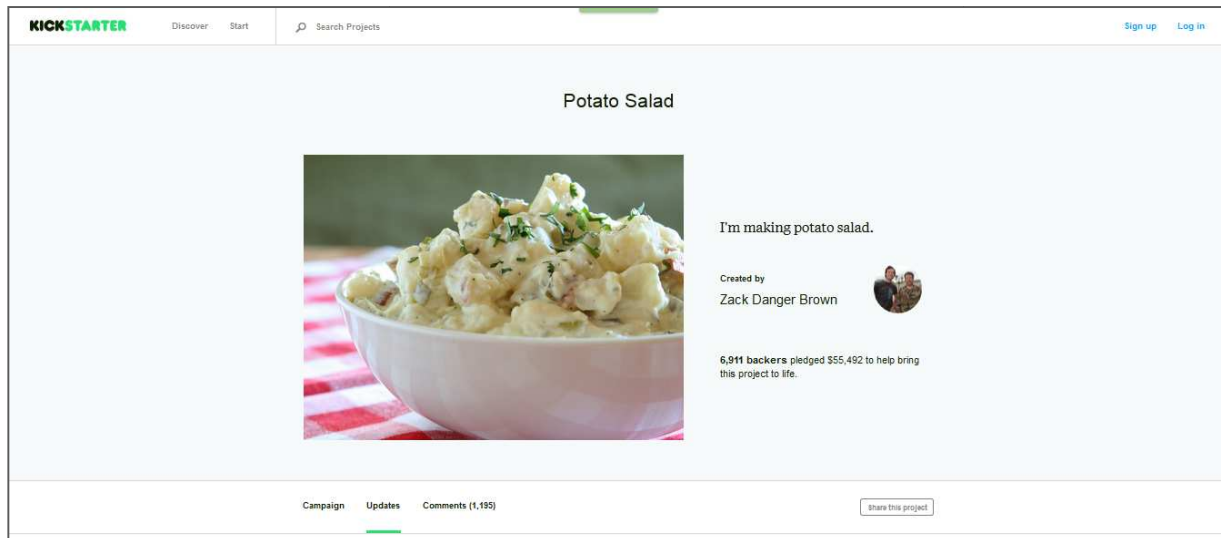 KICKSTARTER Discover Start Search Projects Sign up Log in
Potato Salad
I'm making potato salad.
Created by
Zack Danger Brown
6,911 backers pledged $55,492 to help bring
this project to life.
Campaign Updates Comments (1,195) Share this project